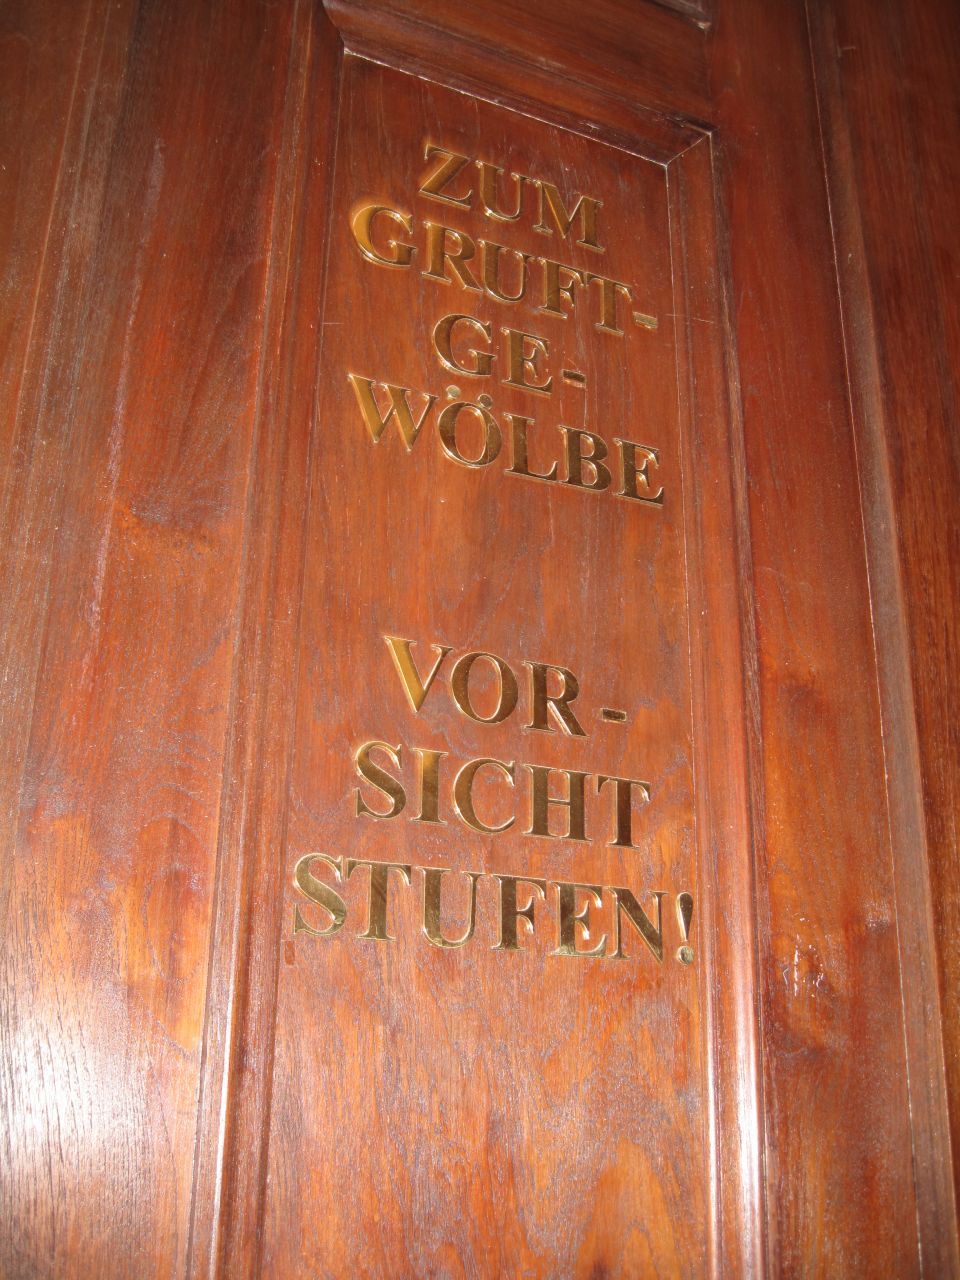 ZUM
GRUFT-
GE-
WÖLBE
VOR-
SICHT
STUFEN!